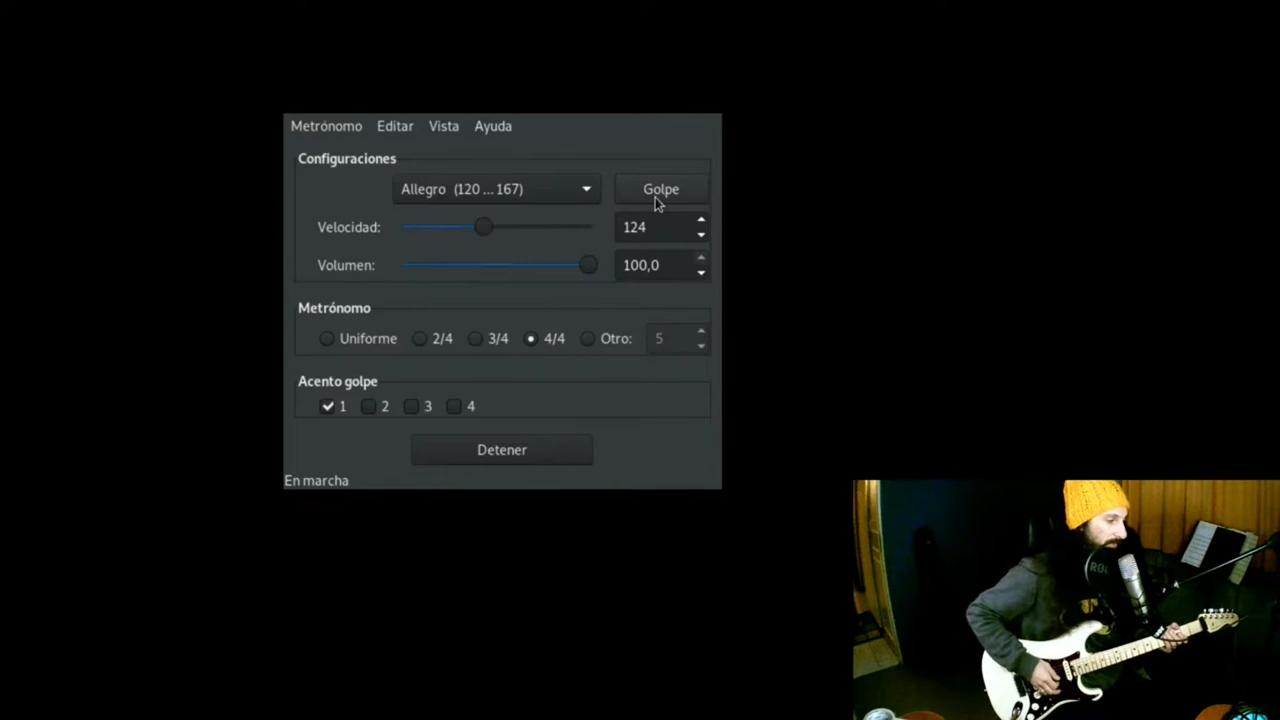 Metrónomo Editar Vista Ayuda
Configuraciones
Allegro (120 ... 167) Golpe
Velocidad: 124
Volumen: 100,0
Metrónomo
Uniforme 2/4 3/4 4/4 Otro: 5
Acento golpe
1 2 3 4
Detener
En marcha